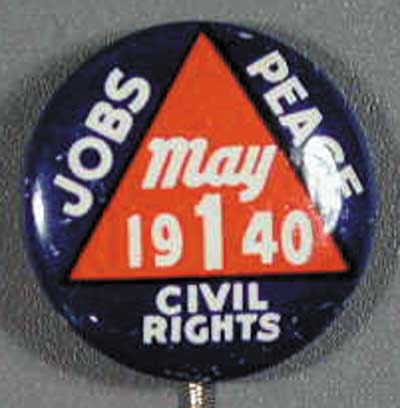 JOBS
PEACE
May
19 1 40
CIVIL
RIGHTS